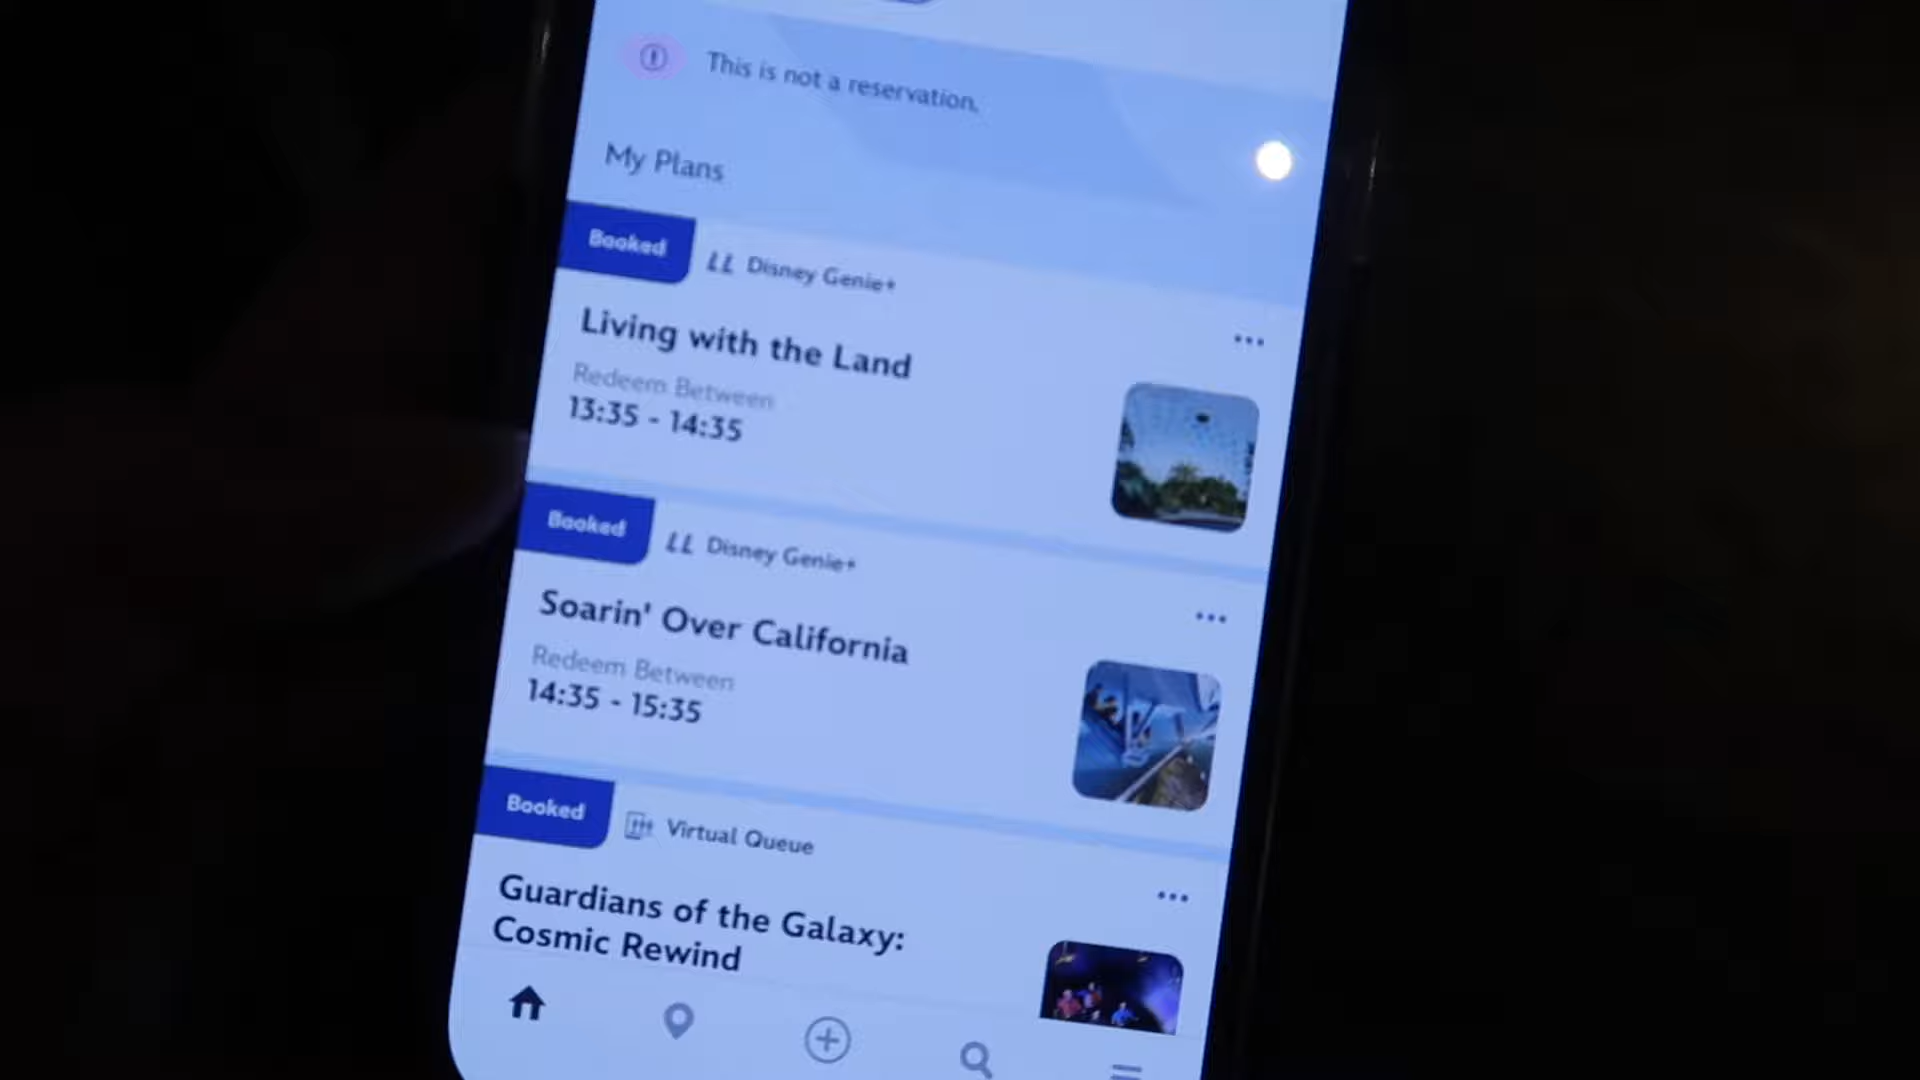 This is not a reservation.
My Plans
Booked
LL Disney Genie+
Living with the Land
Redeem Between
13:35 - 14:35
Booked
LL Disney Genie+
Soarin' Over California
Redeem Between
14:35 - 15:35
Booked
Virtual Queue
Guardians of the Galaxy:
Cosmic Rewind